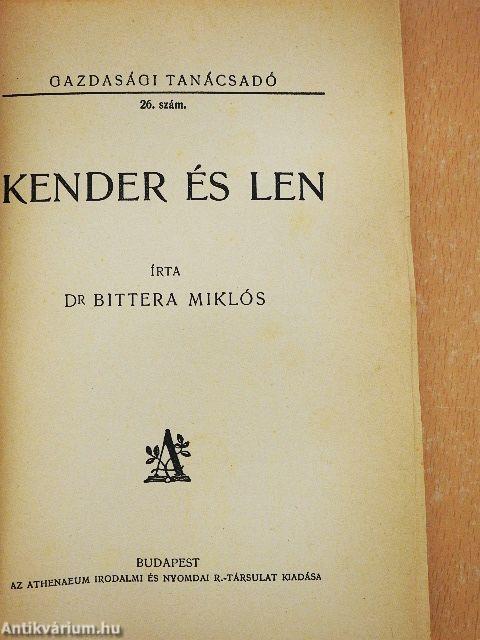 GAZDASÁGI TANÁCSADÓ
26. szám.
KENDER ÉS LEN
ÍRTA
DR BITTERA MIKLÓS
A
BUDAPEST
AZ ATHENAEUM IRODALMI ÉS NYOMDAI R.-TÁRSULAT KIADÁSA
Antikvárium.hu